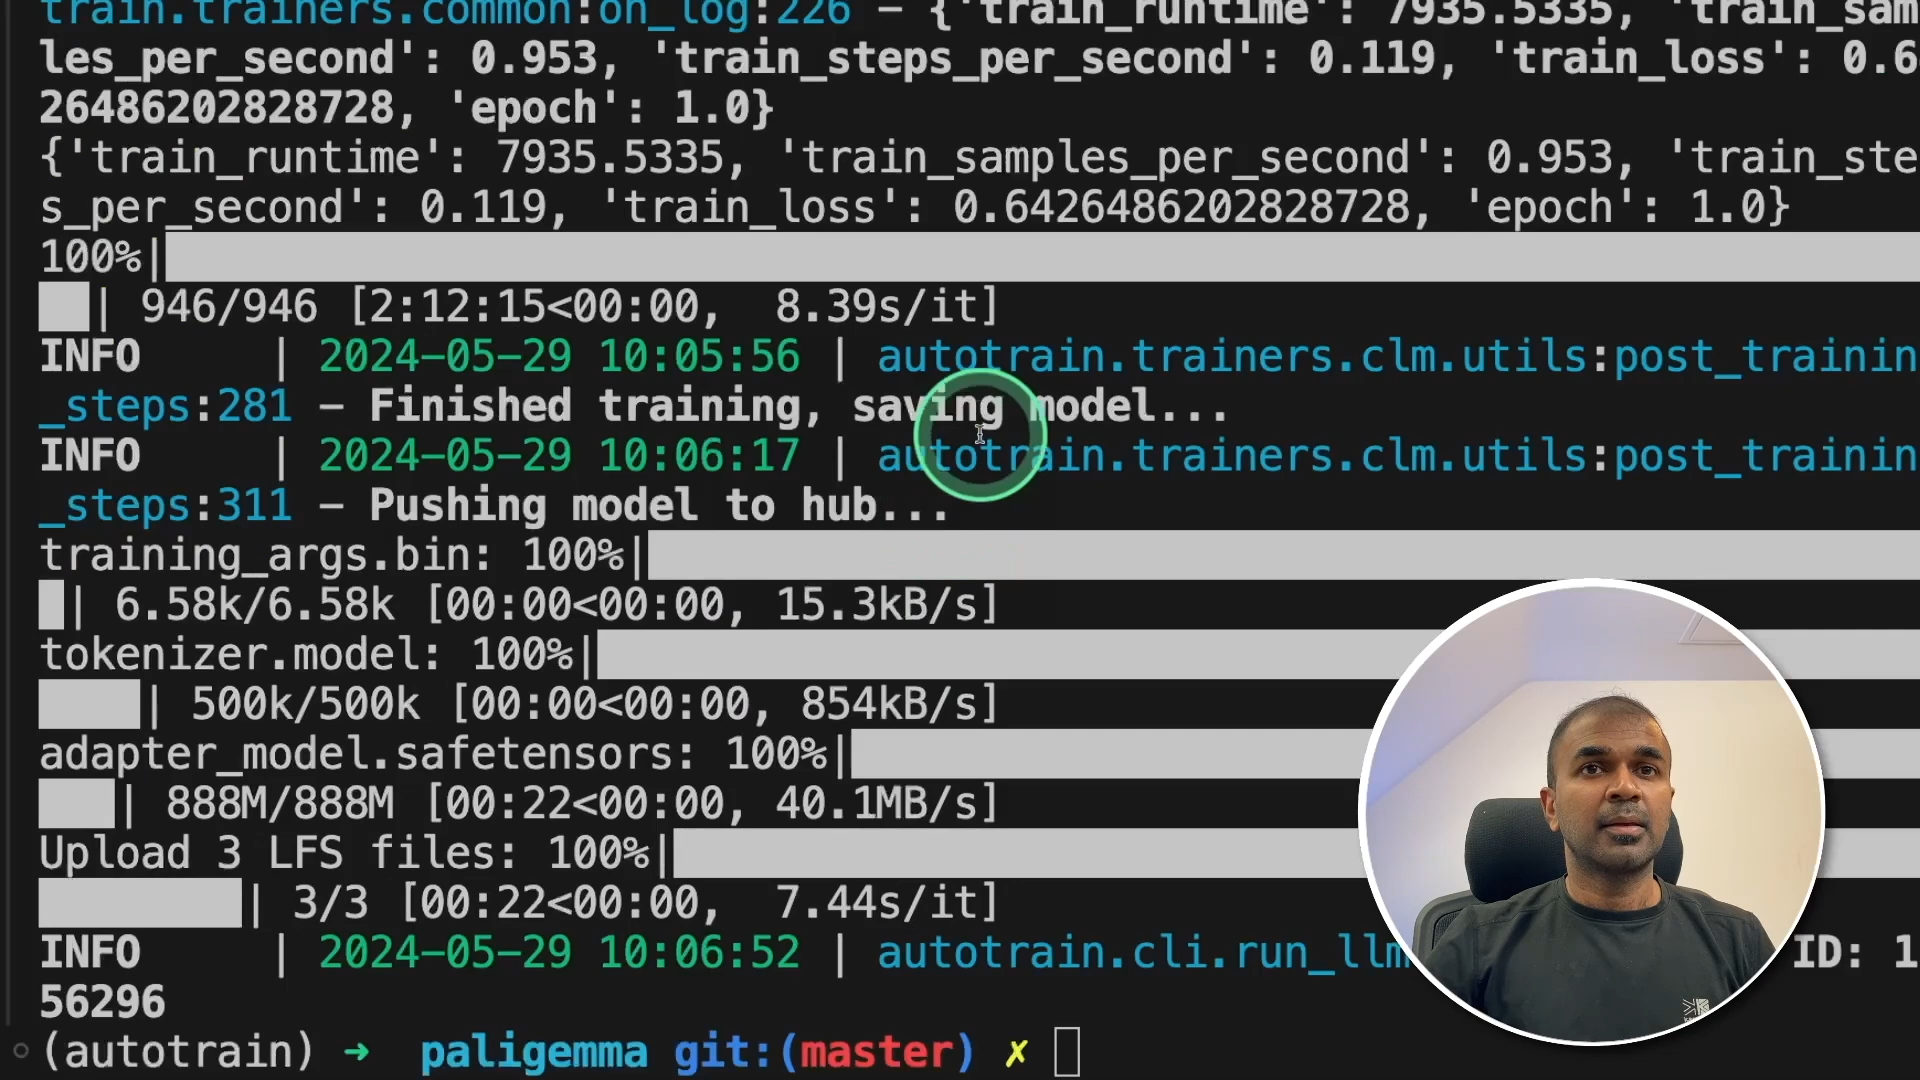 train.trainers.common:on_log:226 – {'train_runtime': 7935.5335, 'train_sam
les_per_second': 0.953, 'train_steps_per_second': 0.119, 'train_loss': 0.6
26486202828728, 'epoch': 1.0}
{'train_runtime': 7935.5335, 'train_samples_per_second': 0.953, 'train_ste
s_per_second': 0.119, 'train_loss': 0.6426486202828728, 'epoch': 1.0}
100%|
| 946/946 [2:12:15<00:00, 8.39s/it]
INFO | 2024-05-29 10:05:56 | autotrain.trainers.clm.utils:post_trainin
_steps:281 – Finished training, saving model...
INFO | 2024-05-29 10:06:17 | autotrain.trainers.clm.utils:post_trainin
_steps:311 – Pushing model to hub...
training_args.bin: 100%|
| 6.58k/6.58k [00:00<00:00, 15.3kB/s]
tokenizer.model: 100%|
| 500k/500k [00:00<00:00, 854kB/s]
adapter_model.safetensors: 100%|
| 888M/888M [00:22<00:00, 40.1MB/s]
Upload 3 LFS files: 100%|
| 3/3 [00:22<00:00, 7.44s/it]
INFO | 2024-05-29 10:06:52 | autotrain.cli.run_llm ID: 1
56296
(autotrain) ➜ paligemma git:(master) ✗